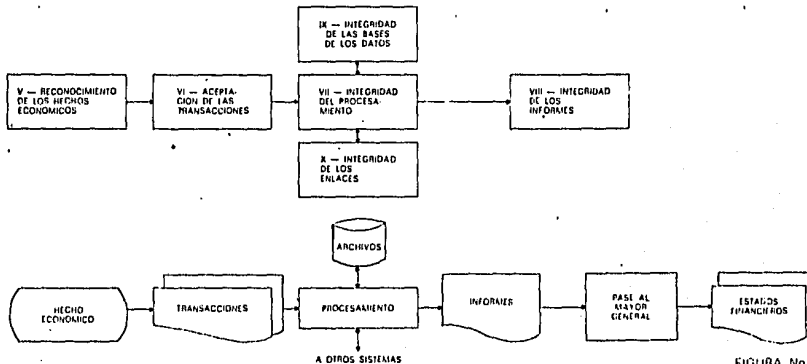 IX — INTEGRIDAD
DE LAS BASES
DE LOS DATOS
V — RECONOCIMIENTO
DE LOS HECHOS
ECONOMICOS
VI — ACEPTA-
CION DE LAS
TRANSACCIONES
VII — INTEGRIDAD
DEL PROCESA-
MIENTO
VIII — INTEGRIDAD
DE LOS
INFORMES
X — INTEGRIDAD
DE LOS
ENLACES
ARCHIVOS
HECHO
ECONOMICO
TRANSACCIONES
PROCESAMIENTO
INFORMES
PASE AL
MAYOR
GENERAL
ESTADOS
FINANCIEROS
A OTROS SISTEMAS
FIGURA No